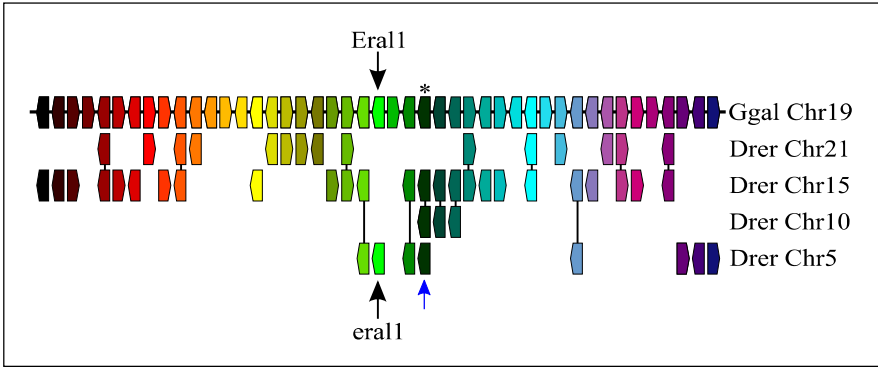 Eral1
*
Ggal Chr19
Drer Chr21
Drer Chr15
Drer Chr10
Drer Chr5
eral1